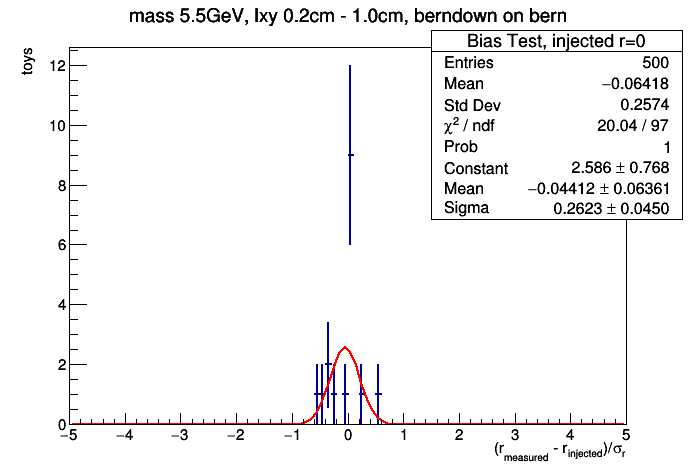 mass 5.5GeV, lxy 0.2cm - 1.0cm, berndown on bern
Bias Test, injected r=0
Entries 500
Mean −0.06418
Std Dev 0.2574
χ² / ndf 20.04 / 97
Prob 1
Constant 2.586 ± 0.768
Mean −0.04412 ± 0.06361
Sigma 0.2623 ± 0.0450
toys
12
10
8
6
4
2
0
−5 −4 −3 −2 −1 0 1 2 3 4 5
(r_measured - r_injected)/σ_r